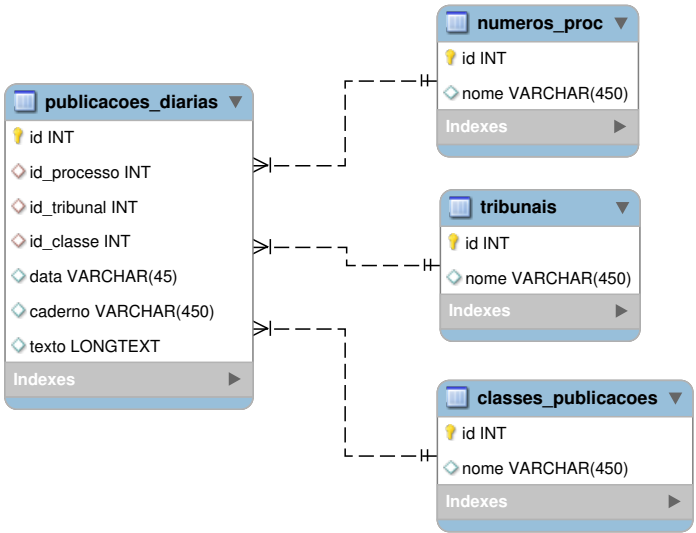 publicacoes_diarias
id INT
id_processo INT
id_tribunal INT
id_classe INT
data VARCHAR(45)
caderno VARCHAR(450)
texto LONGTEXT
Indexes
numeros_proc
id INT
nome VARCHAR(450)
Indexes
tribunais
id INT
nome VARCHAR(450)
Indexes
classes_publicacoes
id INT
nome VARCHAR(450)
Indexes